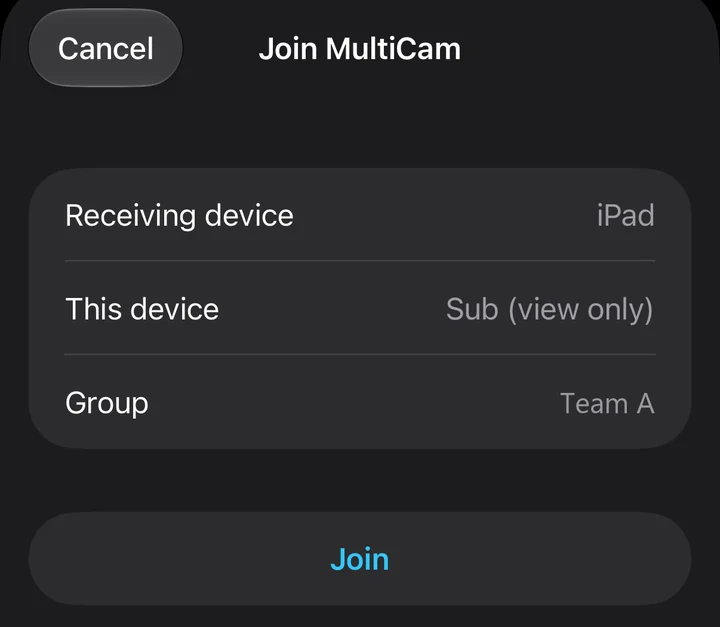 Cancel
Join MultiCam
Receiving device
iPad
This device
Sub (view only)
Group
Team A
Join